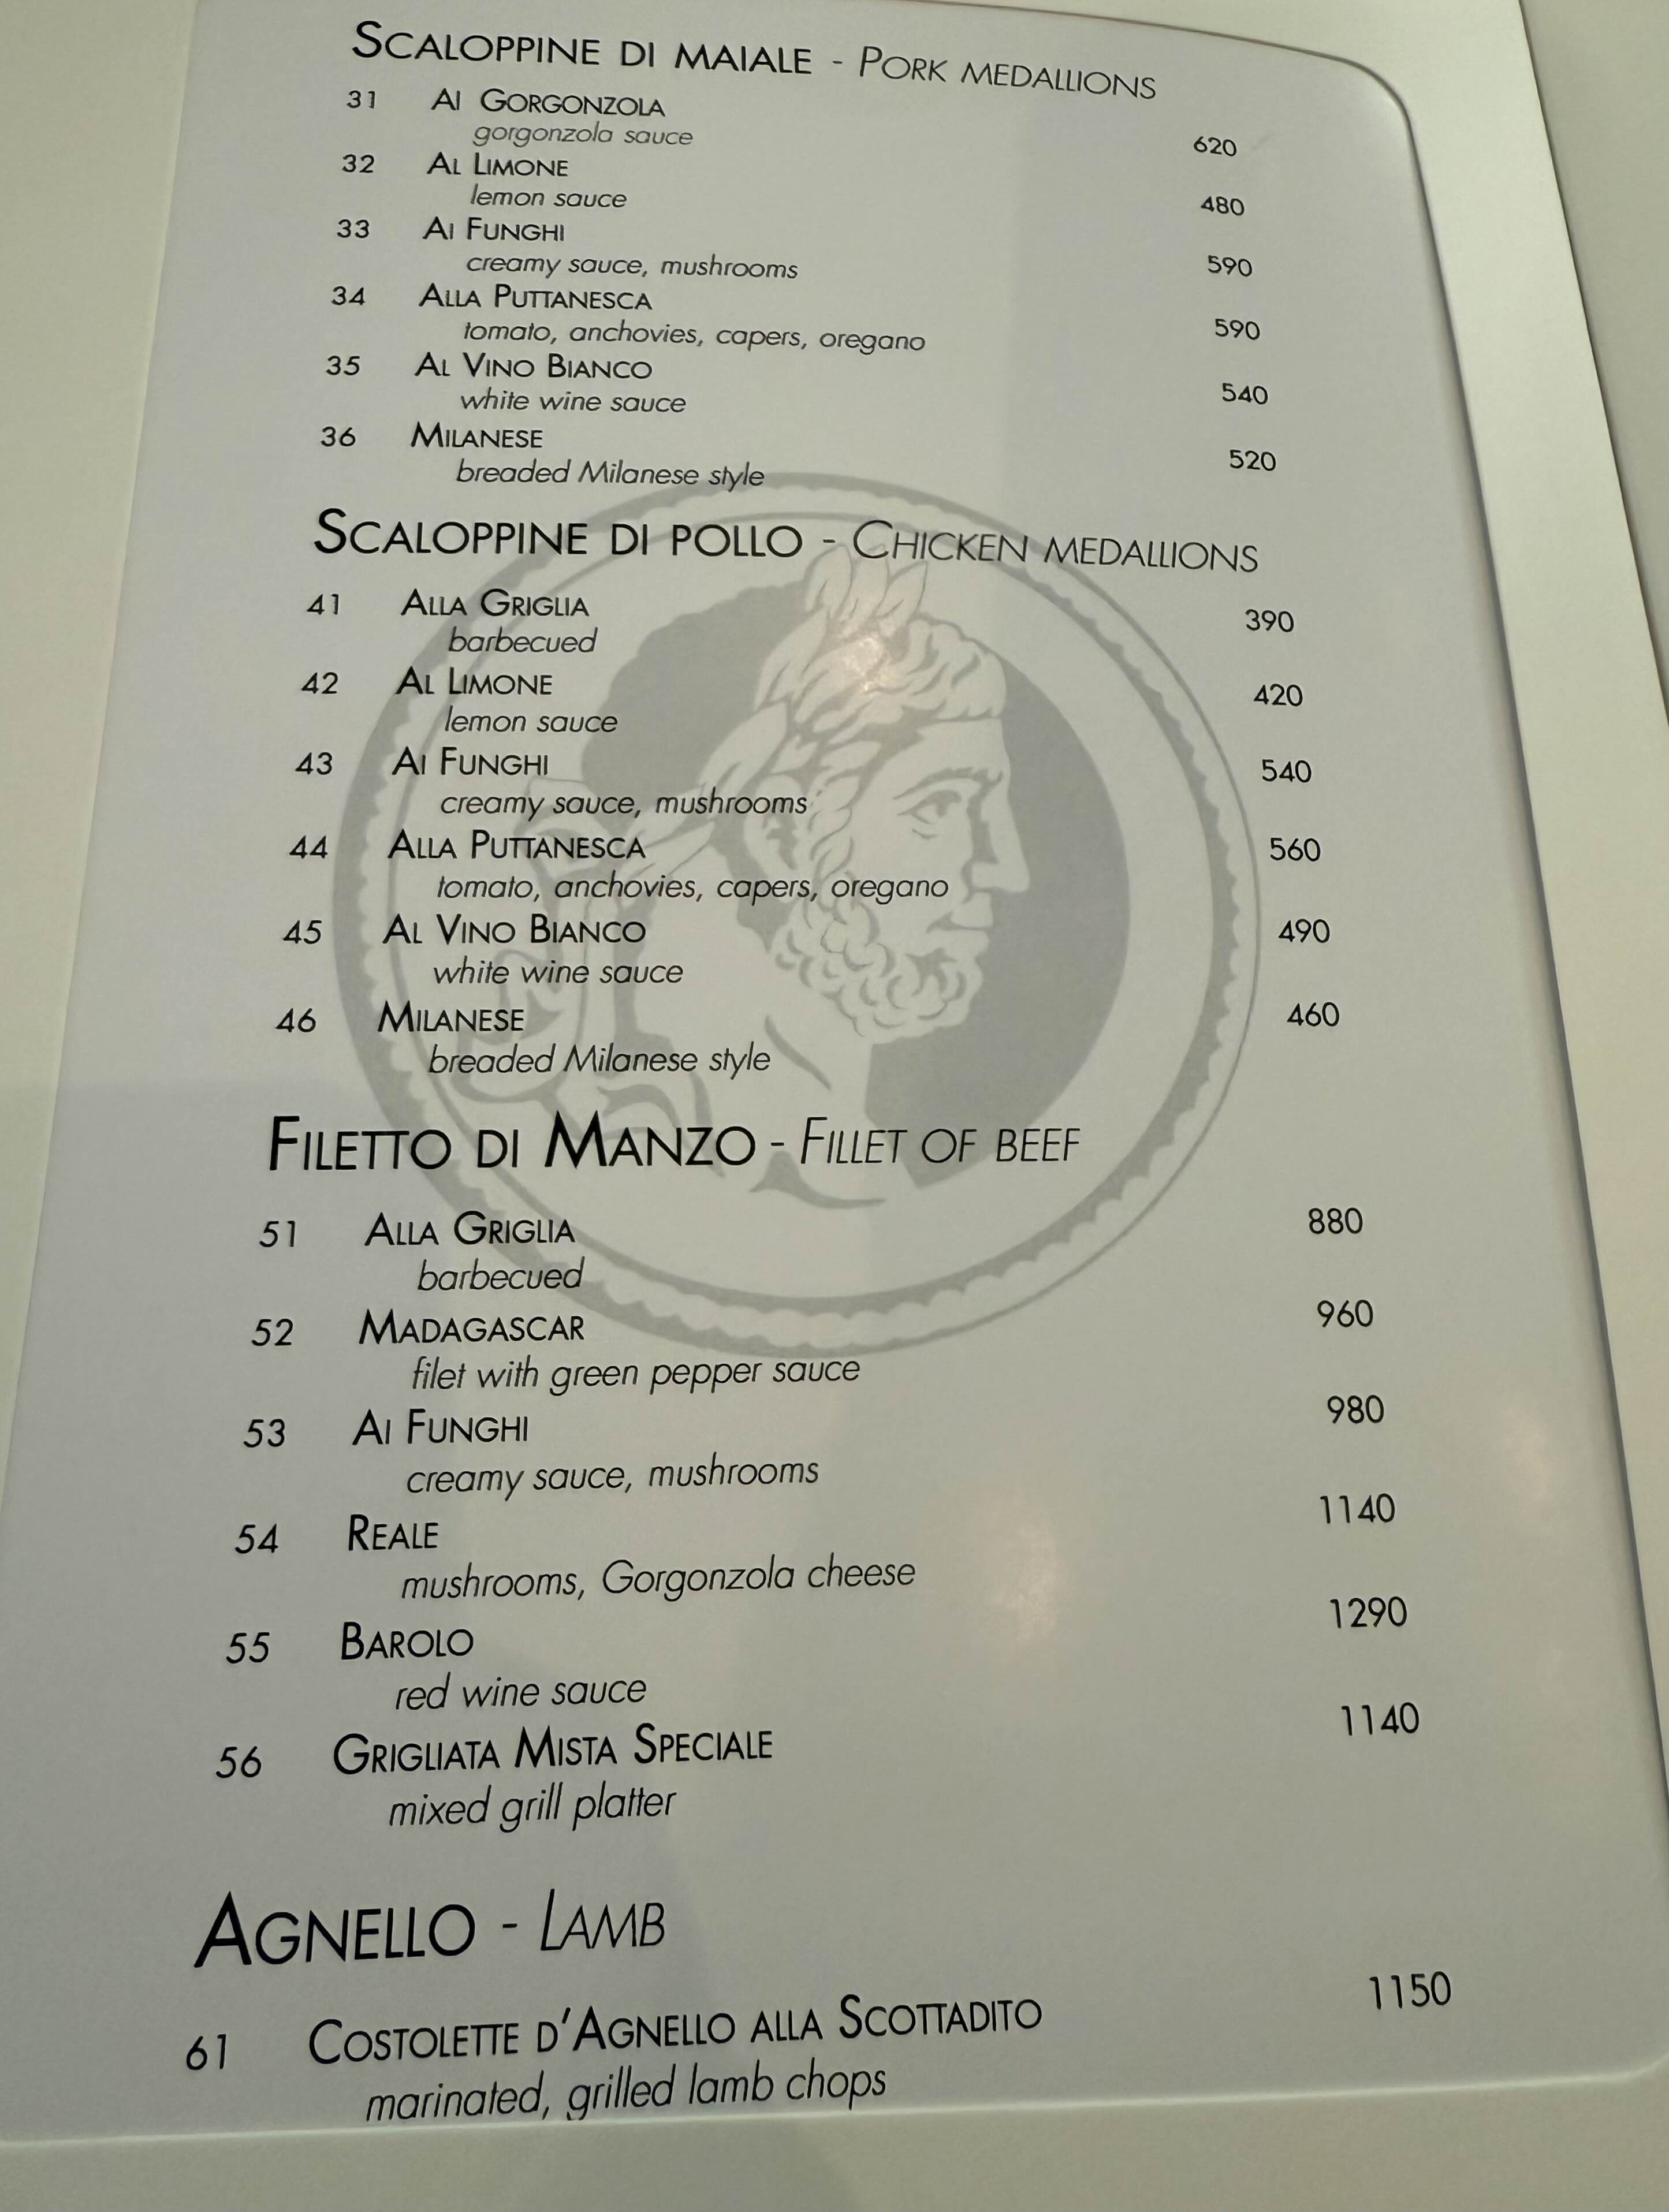 SCALOPPINE DI MAIALE - PORK MEDALLIONS
31 AI GORGONZOLA
gorgonzola sauce 620
32 AL LIMONE
lemon sauce 480
33 AI FUNGHI
creamy sauce, mushrooms 590
34 ALLA PUTTANESCA
tomato, anchovies, capers, oregano 590
35 AL VINO BIANCO
white wine sauce 540
36 MILANESE
breaded Milanese style 520
SCALOPPINE DI POLLO - CHICKEN MEDALLIONS
41 ALLA GRIGLIA 390
barbecued
42 AL LIMONE 420
lemon sauce
43 AI FUNGHI 540
creamy sauce, mushrooms
44 ALLA PUTTANESCA 560
tomato, anchovies, capers, oregano
45 AL VINO BIANCO 490
white wine sauce
46 MILANESE 460
breaded Milanese style
FILETTO DI MANZO - FILLET OF BEEF
51 ALLA GRIGLIA 880
barbecued
52 MADAGASCAR 960
filet with green pepper sauce
53 AI FUNGHI 980
creamy sauce, mushrooms
54 REALE 1140
mushrooms, Gorgonzola cheese
55 BAROLO 1290
red wine sauce
56 GRIGLIATA MISTA SPECIALE 1140
mixed grill platter
AGNELLO - LAMB
61 COSTOLETTE D'AGNELLO ALLA SCOTTADITO 1150
marinated, grilled lamb chops